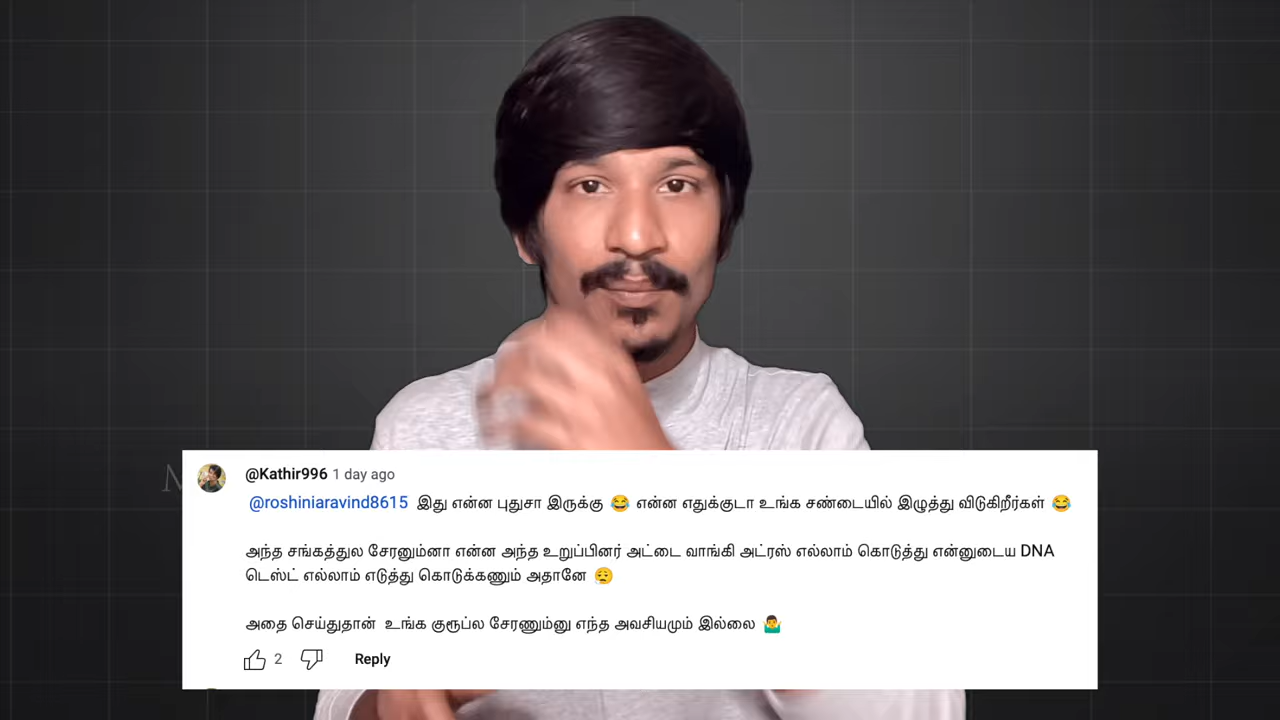 @Kathir996 1 day ago
@roshiniaravind8615 இது என்ன புதுசா இருக்கு 😂 என்ன எதுக்குடா உங்க சண்டையில் இழுத்து விடுகிறீர்கள் 😂
அந்த சங்கத்துல சேரனும்னா என்ன அந்த உறுப்பினர் அட்டை வாங்கி அட்ரஸ் எல்லாம் கொடுத்து என்னுடைய DNA
டெஸ்ட் எல்லாம் எடுத்து கொடுக்கணும் அதானே 😮‍💨
அதை செய்துதான் உங்க குரூப்ல சேரணும்னு எந்த அவசியமும் இல்லை 🤷‍♂️
2 Reply